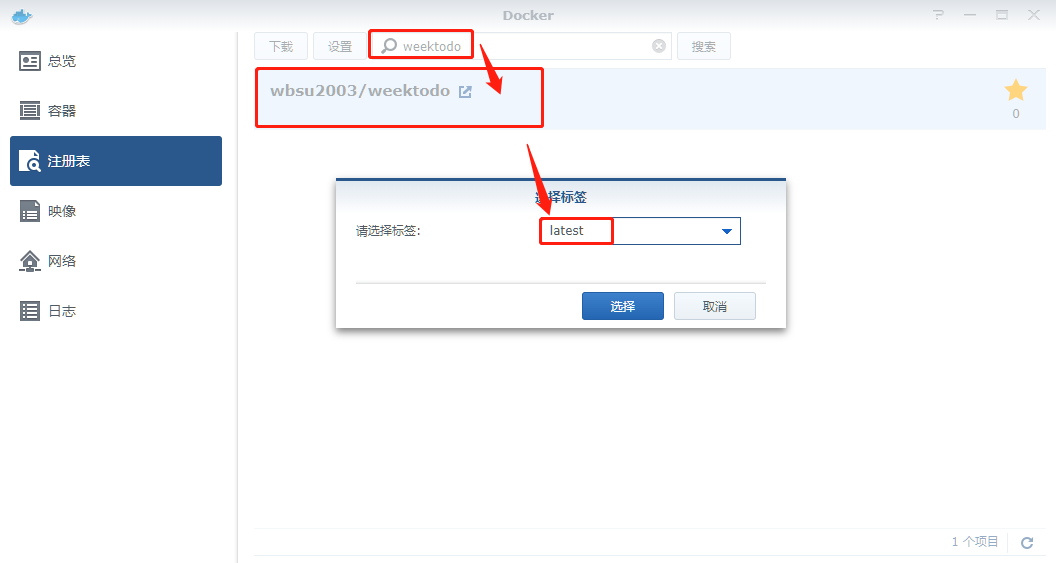 Docker
总览
容器
注册表
映像
网络
日志
下载 设置 weektodo 搜索
wbsu2003/weektodo
0
选择标签
请选择标签: latest
选择 取消
1 个项目